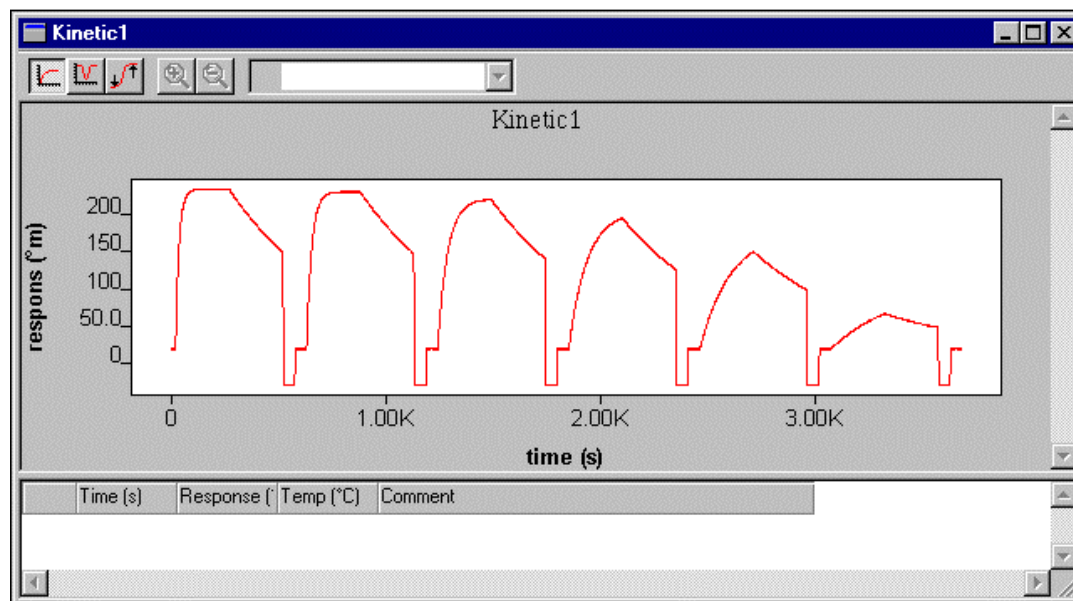 Kinetic1
Kinetic1
respons (°m)
200
150
100
50.0
0
0 1.00K 2.00K 3.00K
time (s)
Time (s) Response (° Temp (°C) Comment